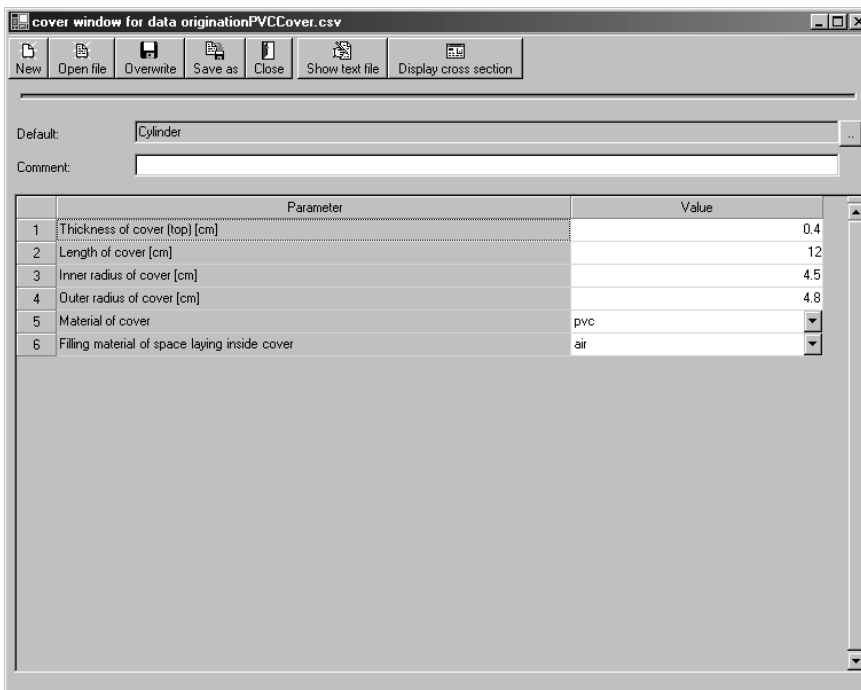 cover window for data originationPVCCover.csv
New Open file Overwrite Save as Close Show text file Display cross section
Default: Cylinder ..
Comment:
Parameter Value
1 Thickness of cover (top) [cm] 0.4
2 Length of cover [cm] 12
3 Inner radius of cover [cm] 4.5
4 Outer radius of cover [cm] 4.8
5 Material of cover pvc
6 Filling material of space laying inside cover air